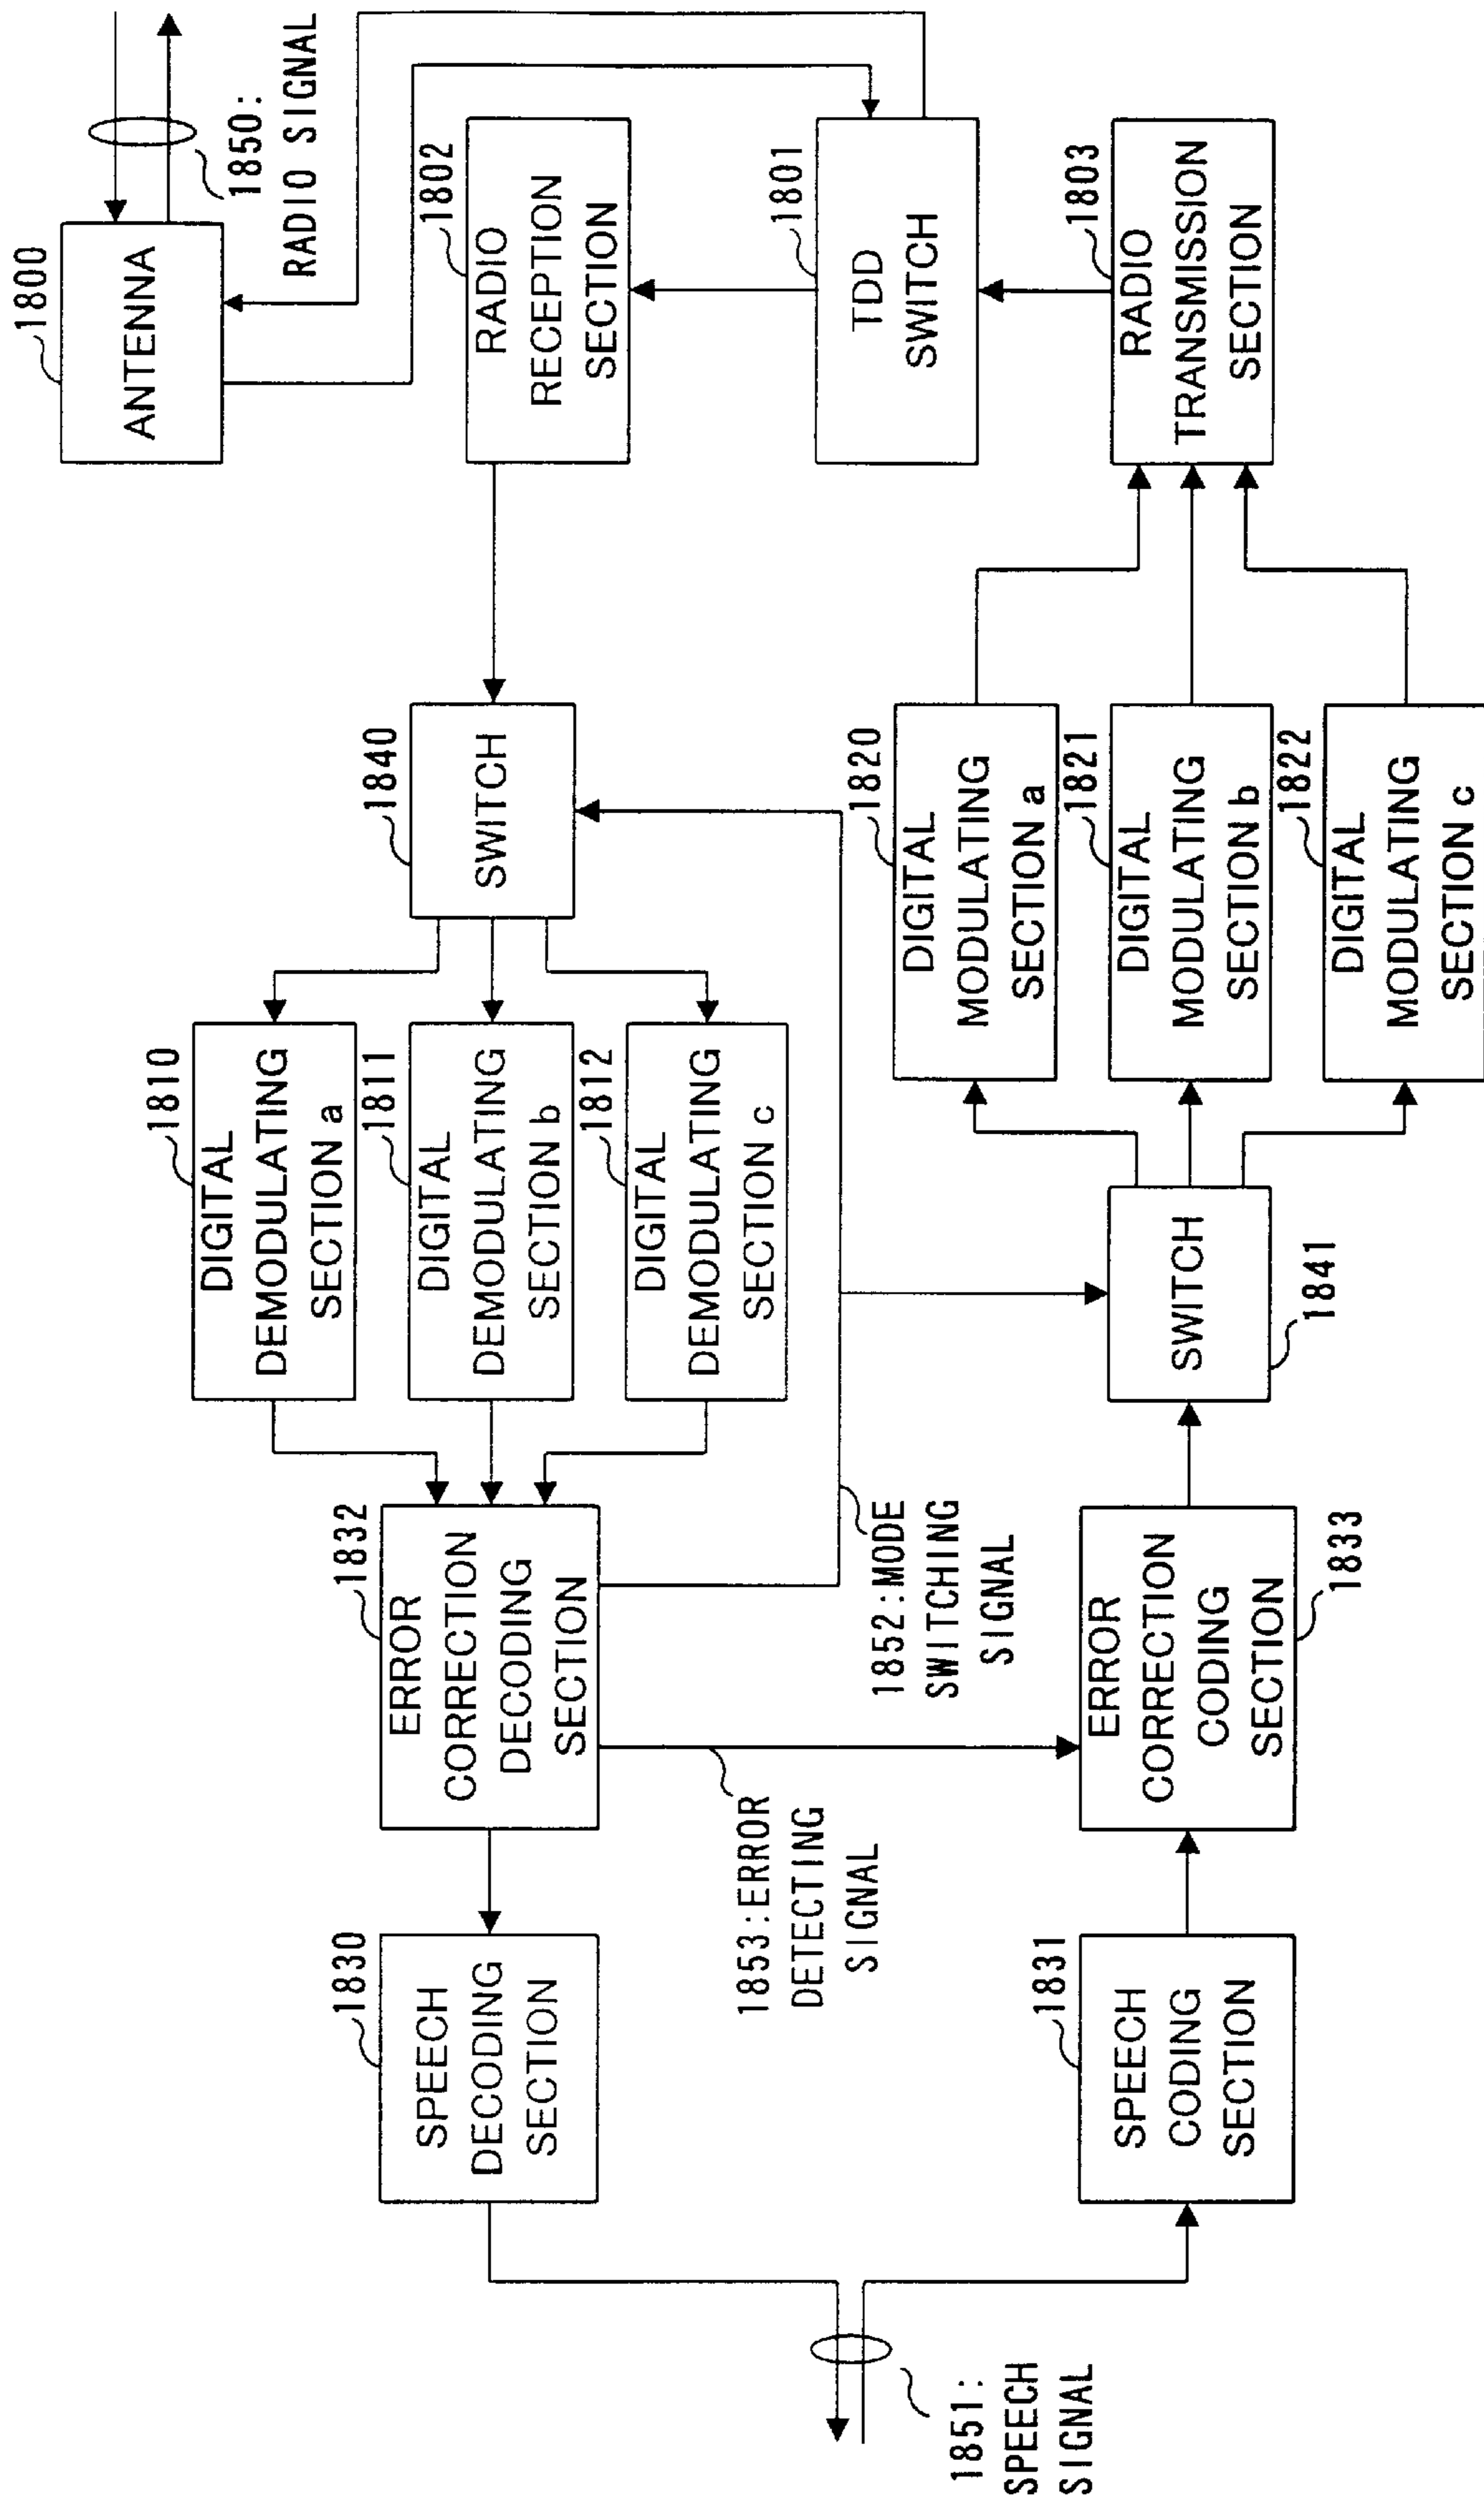 1800
ANTENNA
1850:
RADIO SIGNAL
1802
RADIO
RECEPTION
SECTION
1801
TDD
SWITCH
1803
RADIO
TRANSMISSION
SECTION
1840
SWITCH
1820
DIGITAL
MODULATING
SECTION a
1821
DIGITAL
MODULATING
SECTION b
1822
DIGITAL
MODULATING
SECTION c
1810
DIGITAL
DEMODULATING
SECTION a
1811
DIGITAL
DEMODULATING
SECTION b
1812
DIGITAL
DEMODULATING
SECTION c
SWITCH
1841
1832
ERROR
CORRECTION
DECODING
SECTION
1852:MODE
SWITCHING
SIGNAL
ERROR
CORRECTION
CODING
SECTION
1833
1853:ERROR
DETECTING
SIGNAL
1830
SPEECH
DECODING
SECTION
1831
SPEECH
CODING
SECTION
1851:
SPEECH
SIGNAL